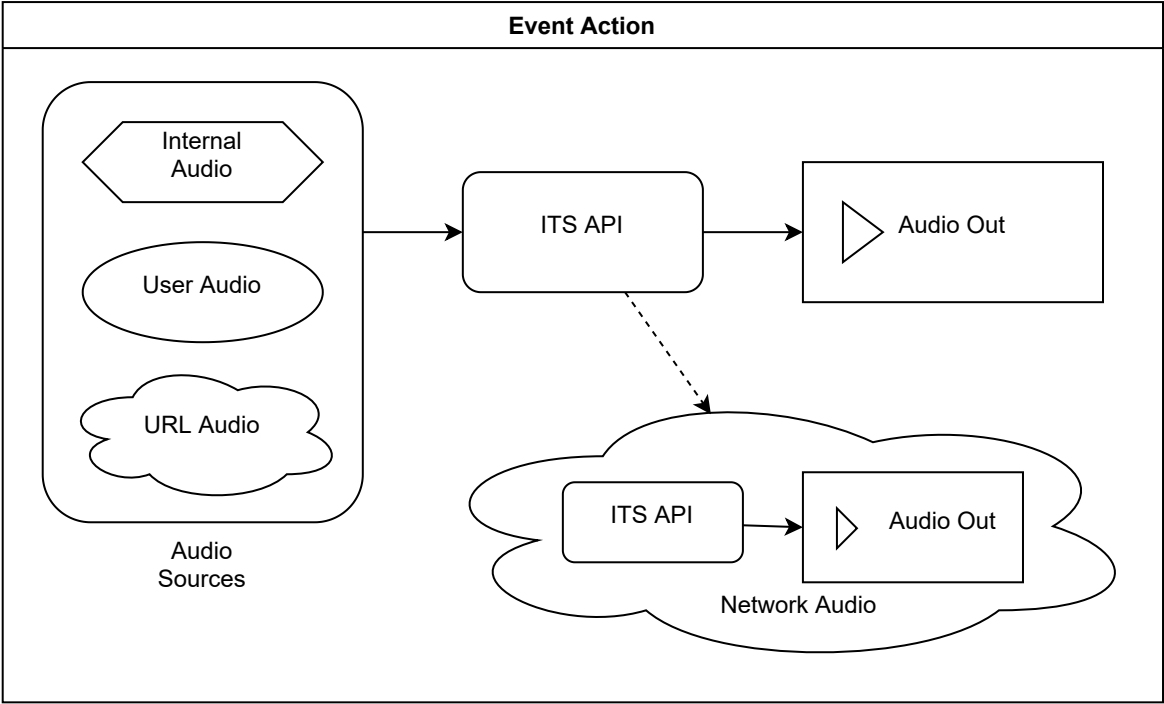 Event Action
Internal
Audio
User Audio
URL Audio
Audio
Sources
ITS API
Audio Out
ITS API
Audio Out
Network Audio